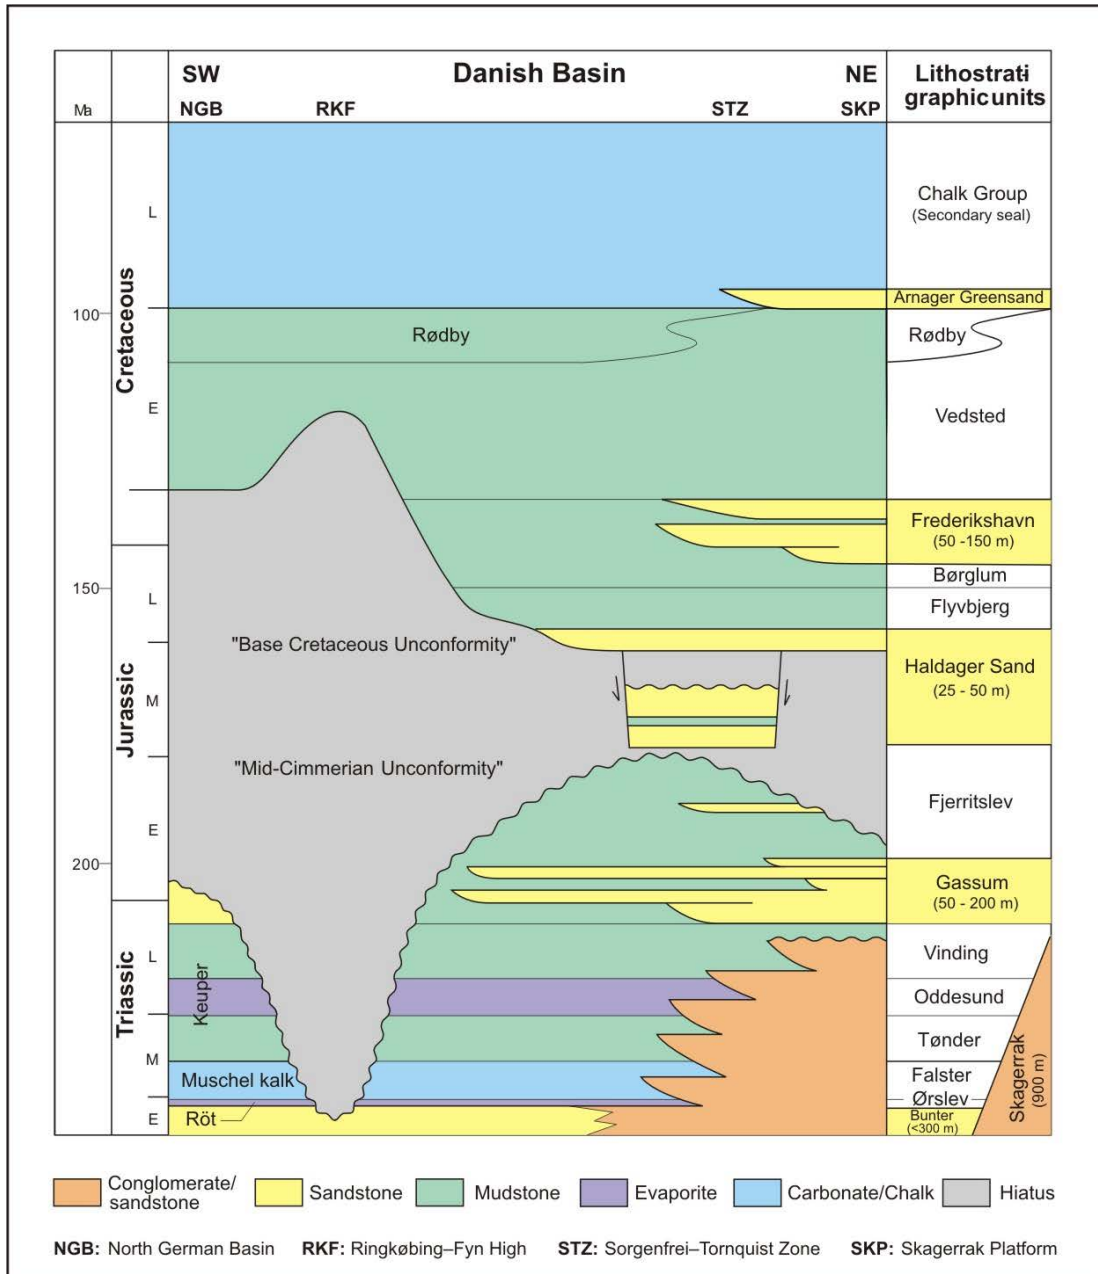 SW Danish Basin NE Lithostrati-
graphic units
Ma NGB RKF STZ SKP
Cretaceous
Jurassic
Triassic
L
E
L
M
E
L
M
E
100
150
200
Rødby
"Base Cretaceous Unconformity"
"Mid-Cimmerian Unconformity"
Keuper
Muschel kalk
Röt
Chalk Group
(Secondary seal)
Arnager Greensand
Rødby
Vedsted
Frederikshavn
(50 -150 m)
Børglum
Flyvbjerg
Haldager Sand
(25 - 50 m)
Fjerritslev
Gassum
(50 - 200 m)
Vinding
Oddesund
Tønder
Falster
Ørslev
Bunter
(<300 m)
Skagerrak
(900 m)
Conglomerate/
sandstone
Sandstone
Mudstone
Evaporite
Carbonate/Chalk
Hiatus
NGB: North German Basin RKF: Ringkøbing–Fyn High STZ: Sorgenfrei–Tornquist Zone SKP: Skagerrak Platform